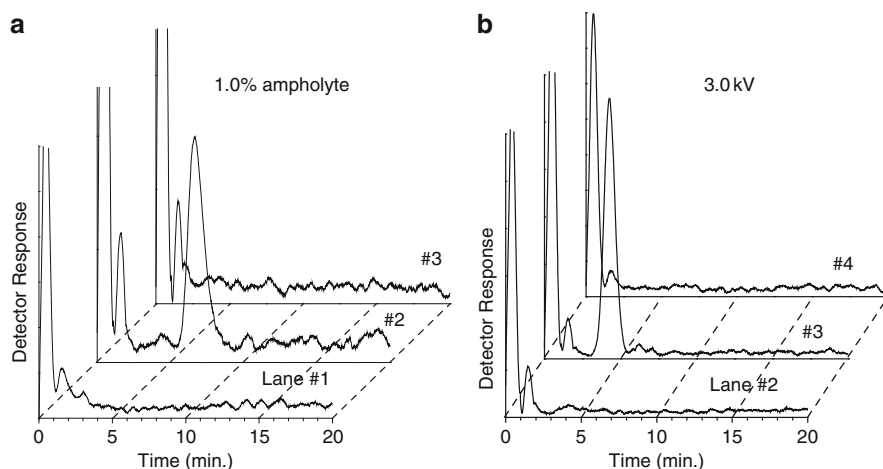 a
1.0% ampholyte
Detector Response
#3
#2
Lane #1
0 5 10 15 20
Time (min.)
b
3.0 kV
Detector Response
#4
#3
Lane #2
0 5 10 15 20
Time (min.)